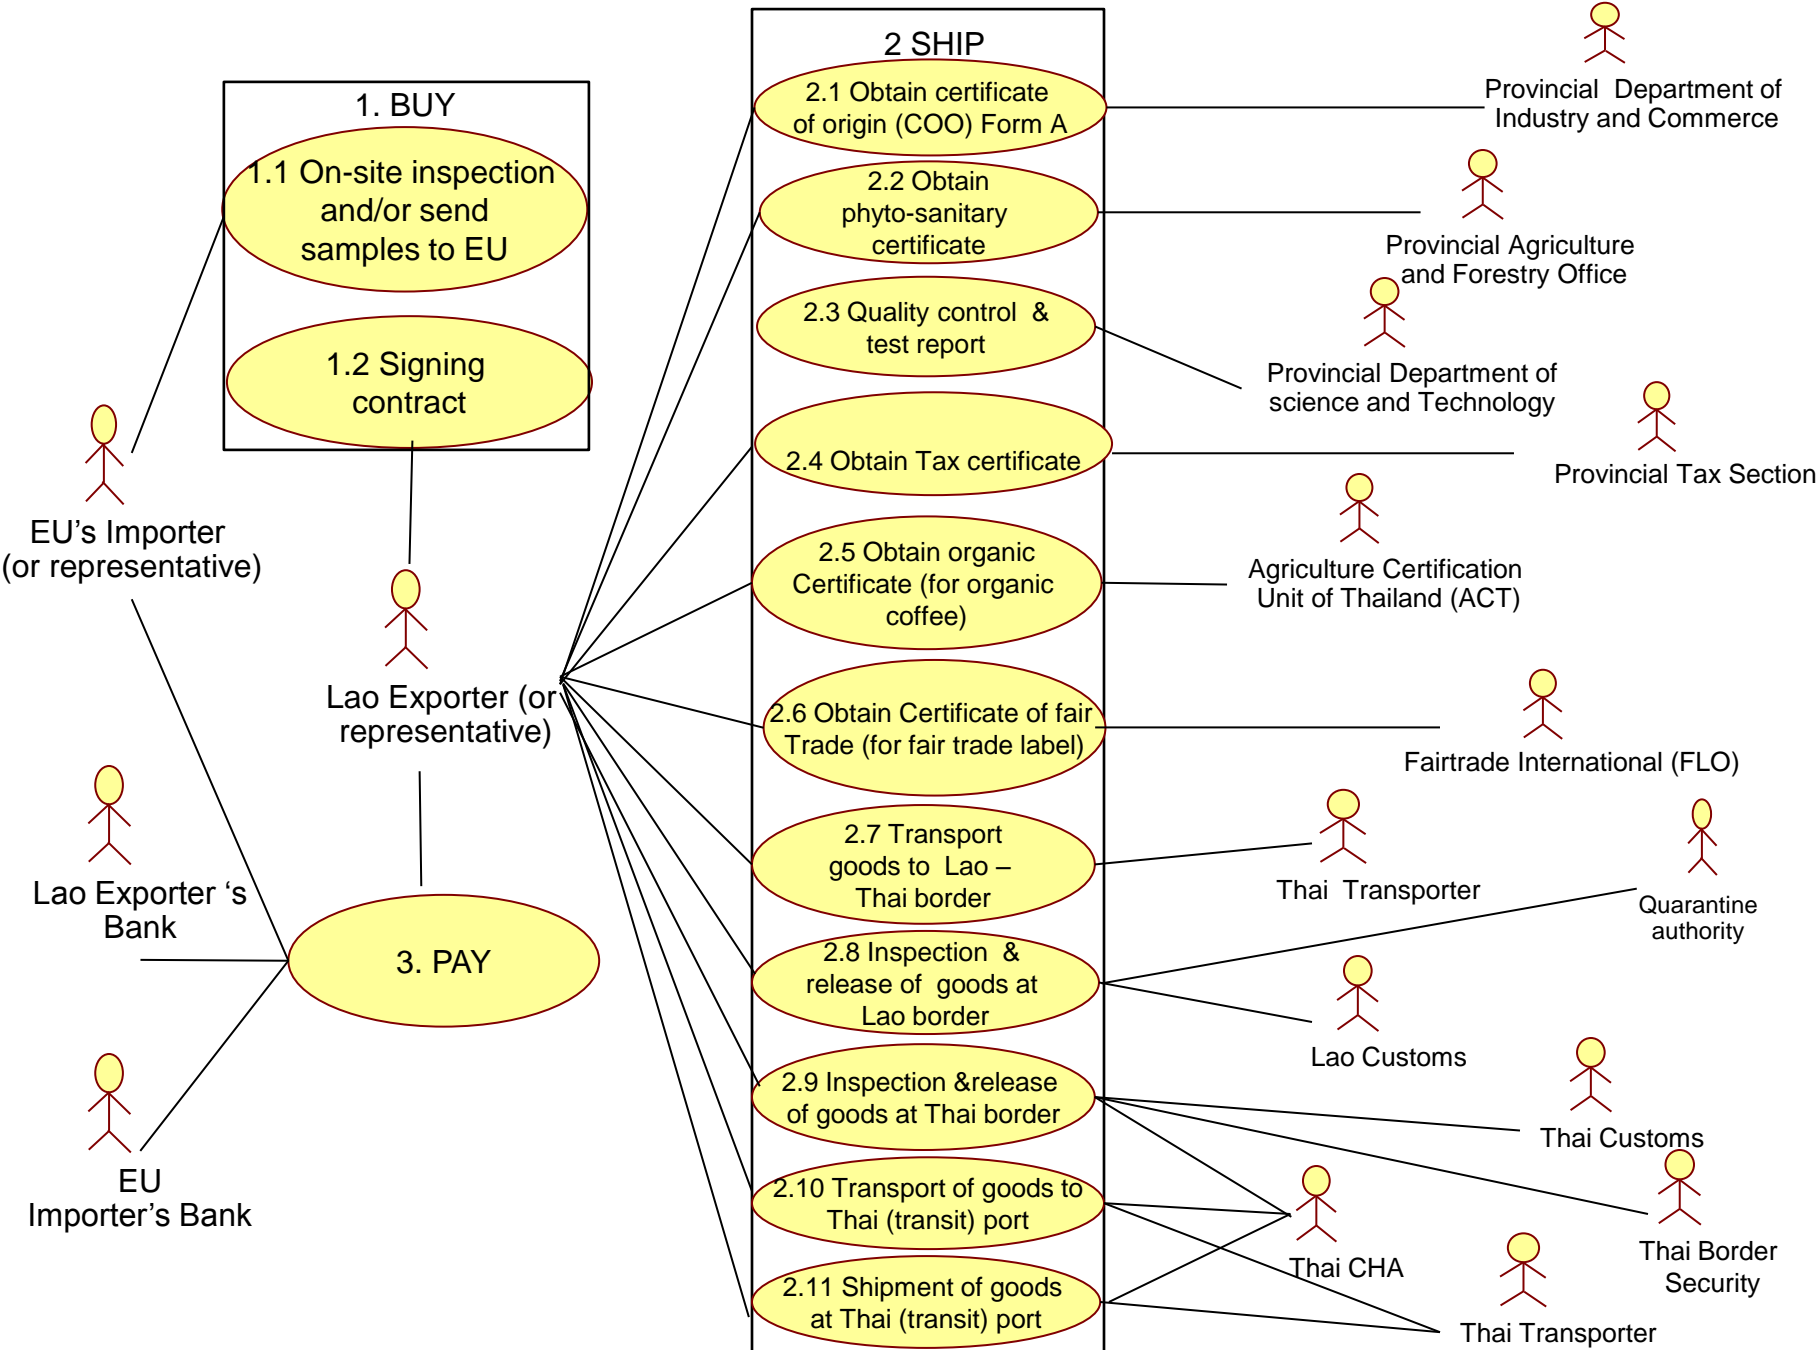 1. BUY
1.1 On-site inspection
and/or send
samples to EU
1.2 Signing
contract
EU’s Importer
(or representative)
Lao Exporter (or
representative)
Lao Exporter ‘s
Bank
3. PAY
EU
Importer’s Bank
2 SHIP
2.1 Obtain certificate
of origin (COO) Form A
2.2 Obtain
phyto-sanitary
certificate
2.3 Quality control &
test report
2.4 Obtain Tax certificate
2.5 Obtain organic
Certificate (for organic
coffee)
2.6 Obtain Certificate of fair
Trade (for fair trade label)
2.7 Transport
goods to Lao –
Thai border
2.8 Inspection &
release of goods at
Lao border
2.9 Inspection &release
of goods at Thai border
2.10 Transport of goods to
Thai (transit) port
2.11 Shipment of goods
at Thai (transit) port
Provincial Department of
Industry and Commerce
Provincial Agriculture
and Forestry Office
Provincial Department of
science and Technology
Provincial Tax Section
Agriculture Certification
Unit of Thailand (ACT)
Fairtrade International (FLO)
Thai Transporter
Quarantine
authority
Lao Customs
Thai Customs
Thai CHA
Thai Border
Security
Thai Transporter